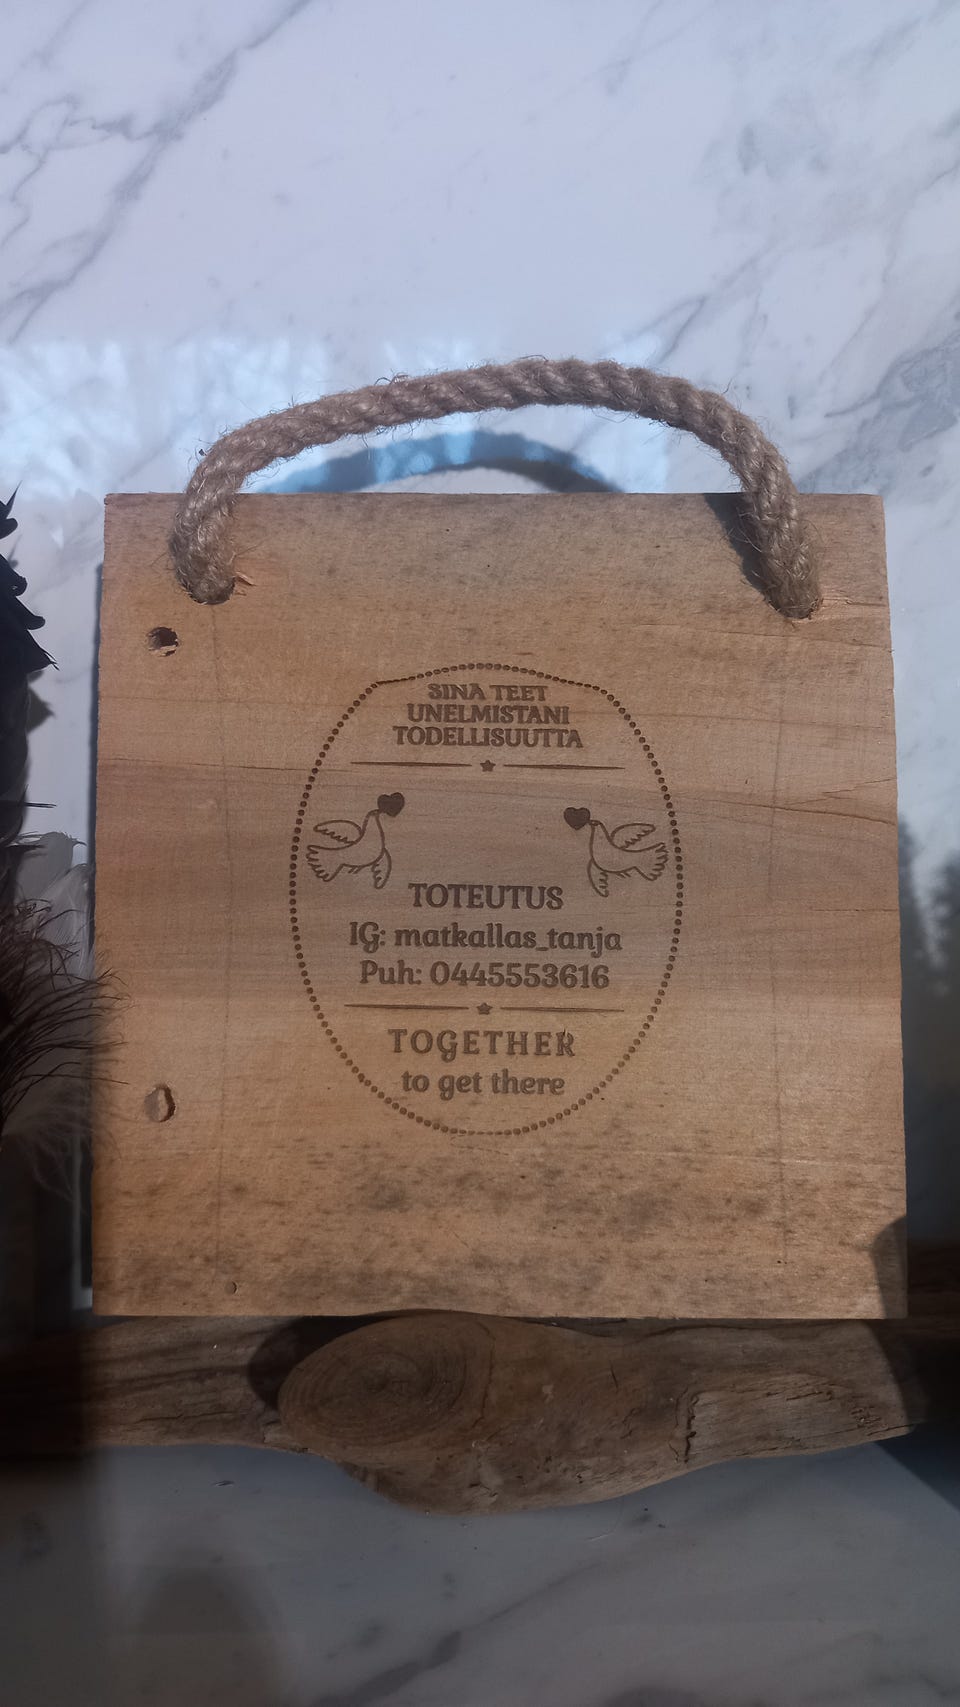 SINÄ TEET
UNELMISTANI
TODELLISUUTTA
TOTEUTUS
IG: matkallas_tanja
Puh: 0445553616
TOGETHER
to get there